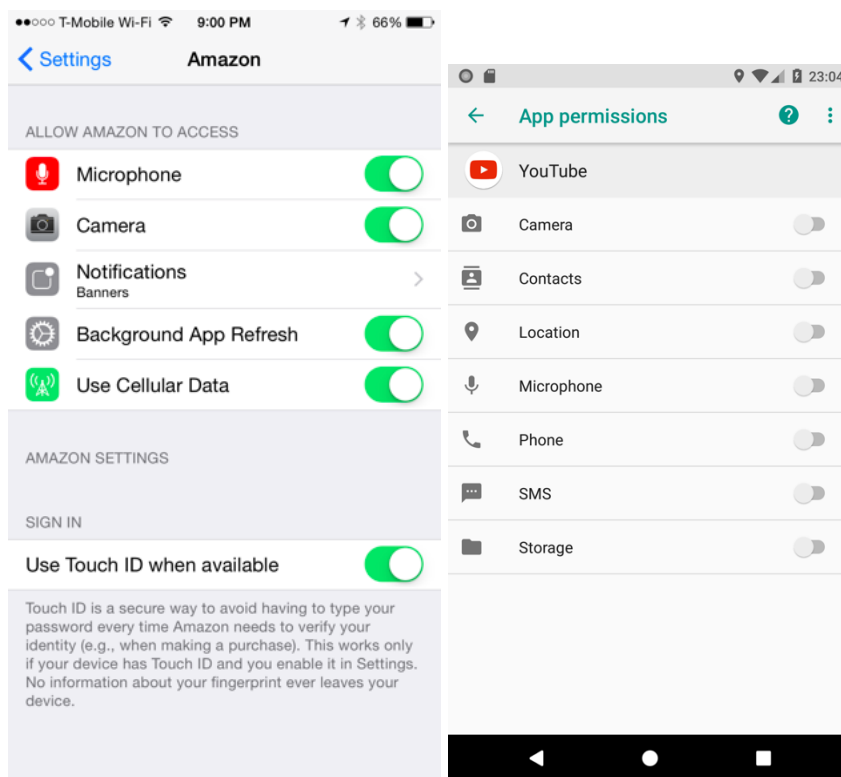 T-Mobile Wi-Fi 9:00 PM 66%
Settings Amazon
ALLOW AMAZON TO ACCESS
Microphone
Camera
Notifications
Banners
Background App Refresh
Use Cellular Data
AMAZON SETTINGS
SIGN IN
Use Touch ID when available
Touch ID is a secure way to avoid having to type your
password every time Amazon needs to verify your
identity (e.g., when making a purchase). This works only
if your device has Touch ID and you enable it in Settings.
No information about your fingerprint ever leaves your
device.
23:04
App permissions ?
YouTube
Camera
Contacts
Location
Microphone
Phone
SMS
Storage